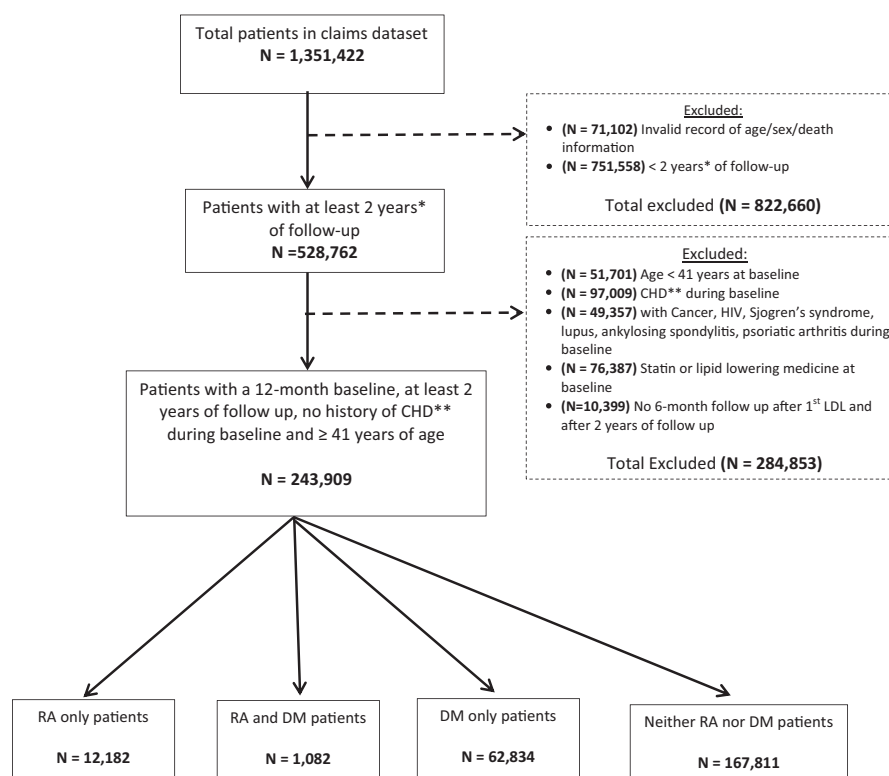 Total patients in claims dataset
N = 1,351,422
Excluded:
• (N = 71,102) Invalid record of age/sex/death
information
• (N = 751,558) < 2 years* of follow-up
Total excluded (N = 822,660)
Patients with at least 2 years*
of follow-up
N =528,762
Excluded:
• (N = 51,701) Age < 41 years at baseline
• (N = 97,009) CHD** during baseline
• (N = 49,357) with Cancer, HIV, Sjogren's syndrome,
lupus, ankylosing spondylitis, psoriatic arthritis during
baseline
• (N = 76,387) Statin or lipid lowering medicine at
baseline
• (N=10,399) No 6-month follow up after 1st LDL and
after 2 years of follow up
Total Excluded (N = 284,853)
Patients with a 12-month baseline, at least 2
years of follow up, no history of CHD**
during baseline and ≥ 41 years of age
N = 243,909
RA only patients
N = 12,182
RA and DM patients
N = 1,082
DM only patients
N = 62,834
Neither RA nor DM patients
N = 167,811